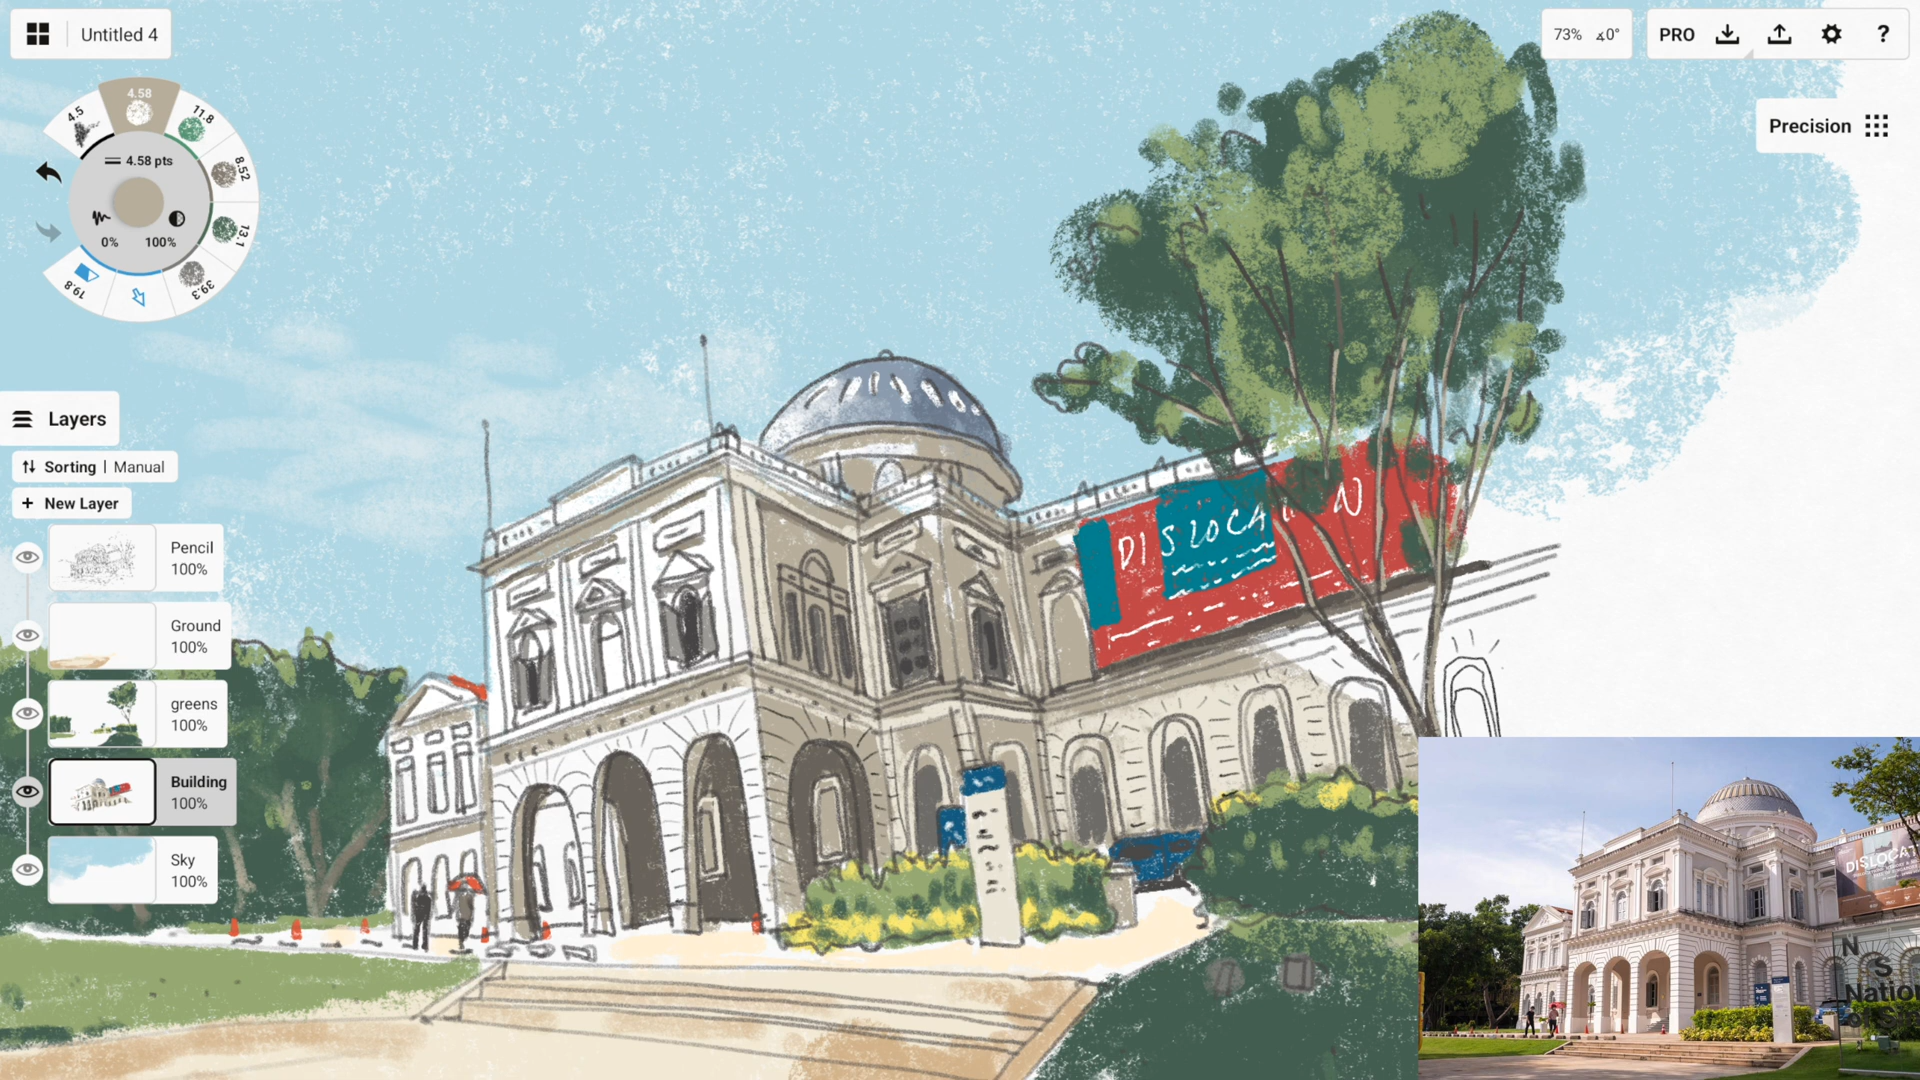 Untitled 4
73% ∡0°
PRO
?
Precision
4.5
4.58
11.8
8.52
13.1
39.3
19.8
4.58 pts
0%
100%
Layers
Sorting | Manual
+ New Layer
Pencil
100%
Ground
100%
greens
100%
Building
100%
Sky
100%
DISLOCATI N
DISLOCAT
N
S
Nation